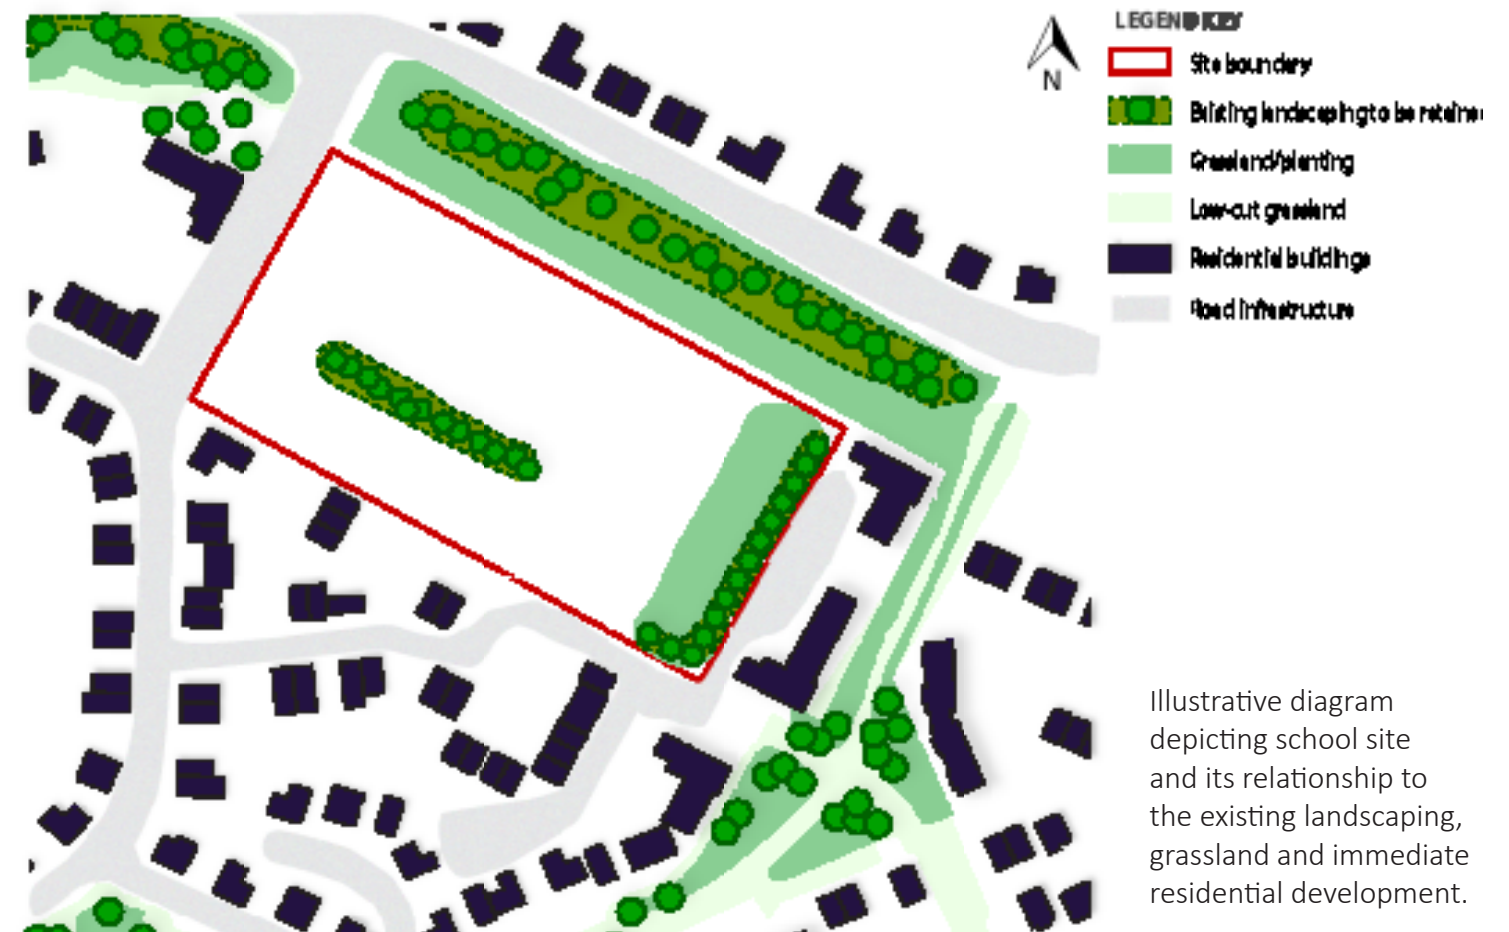 N
LEGEND KEY
Site boundary
Existing landscaping to be retained
Grassland/planting
Low-cut grassland
Residential buildings
Road infrastructure
Illustrative diagram
depicting school site
and its relationship to
the existing landscaping,
grassland and immediate
residential development.